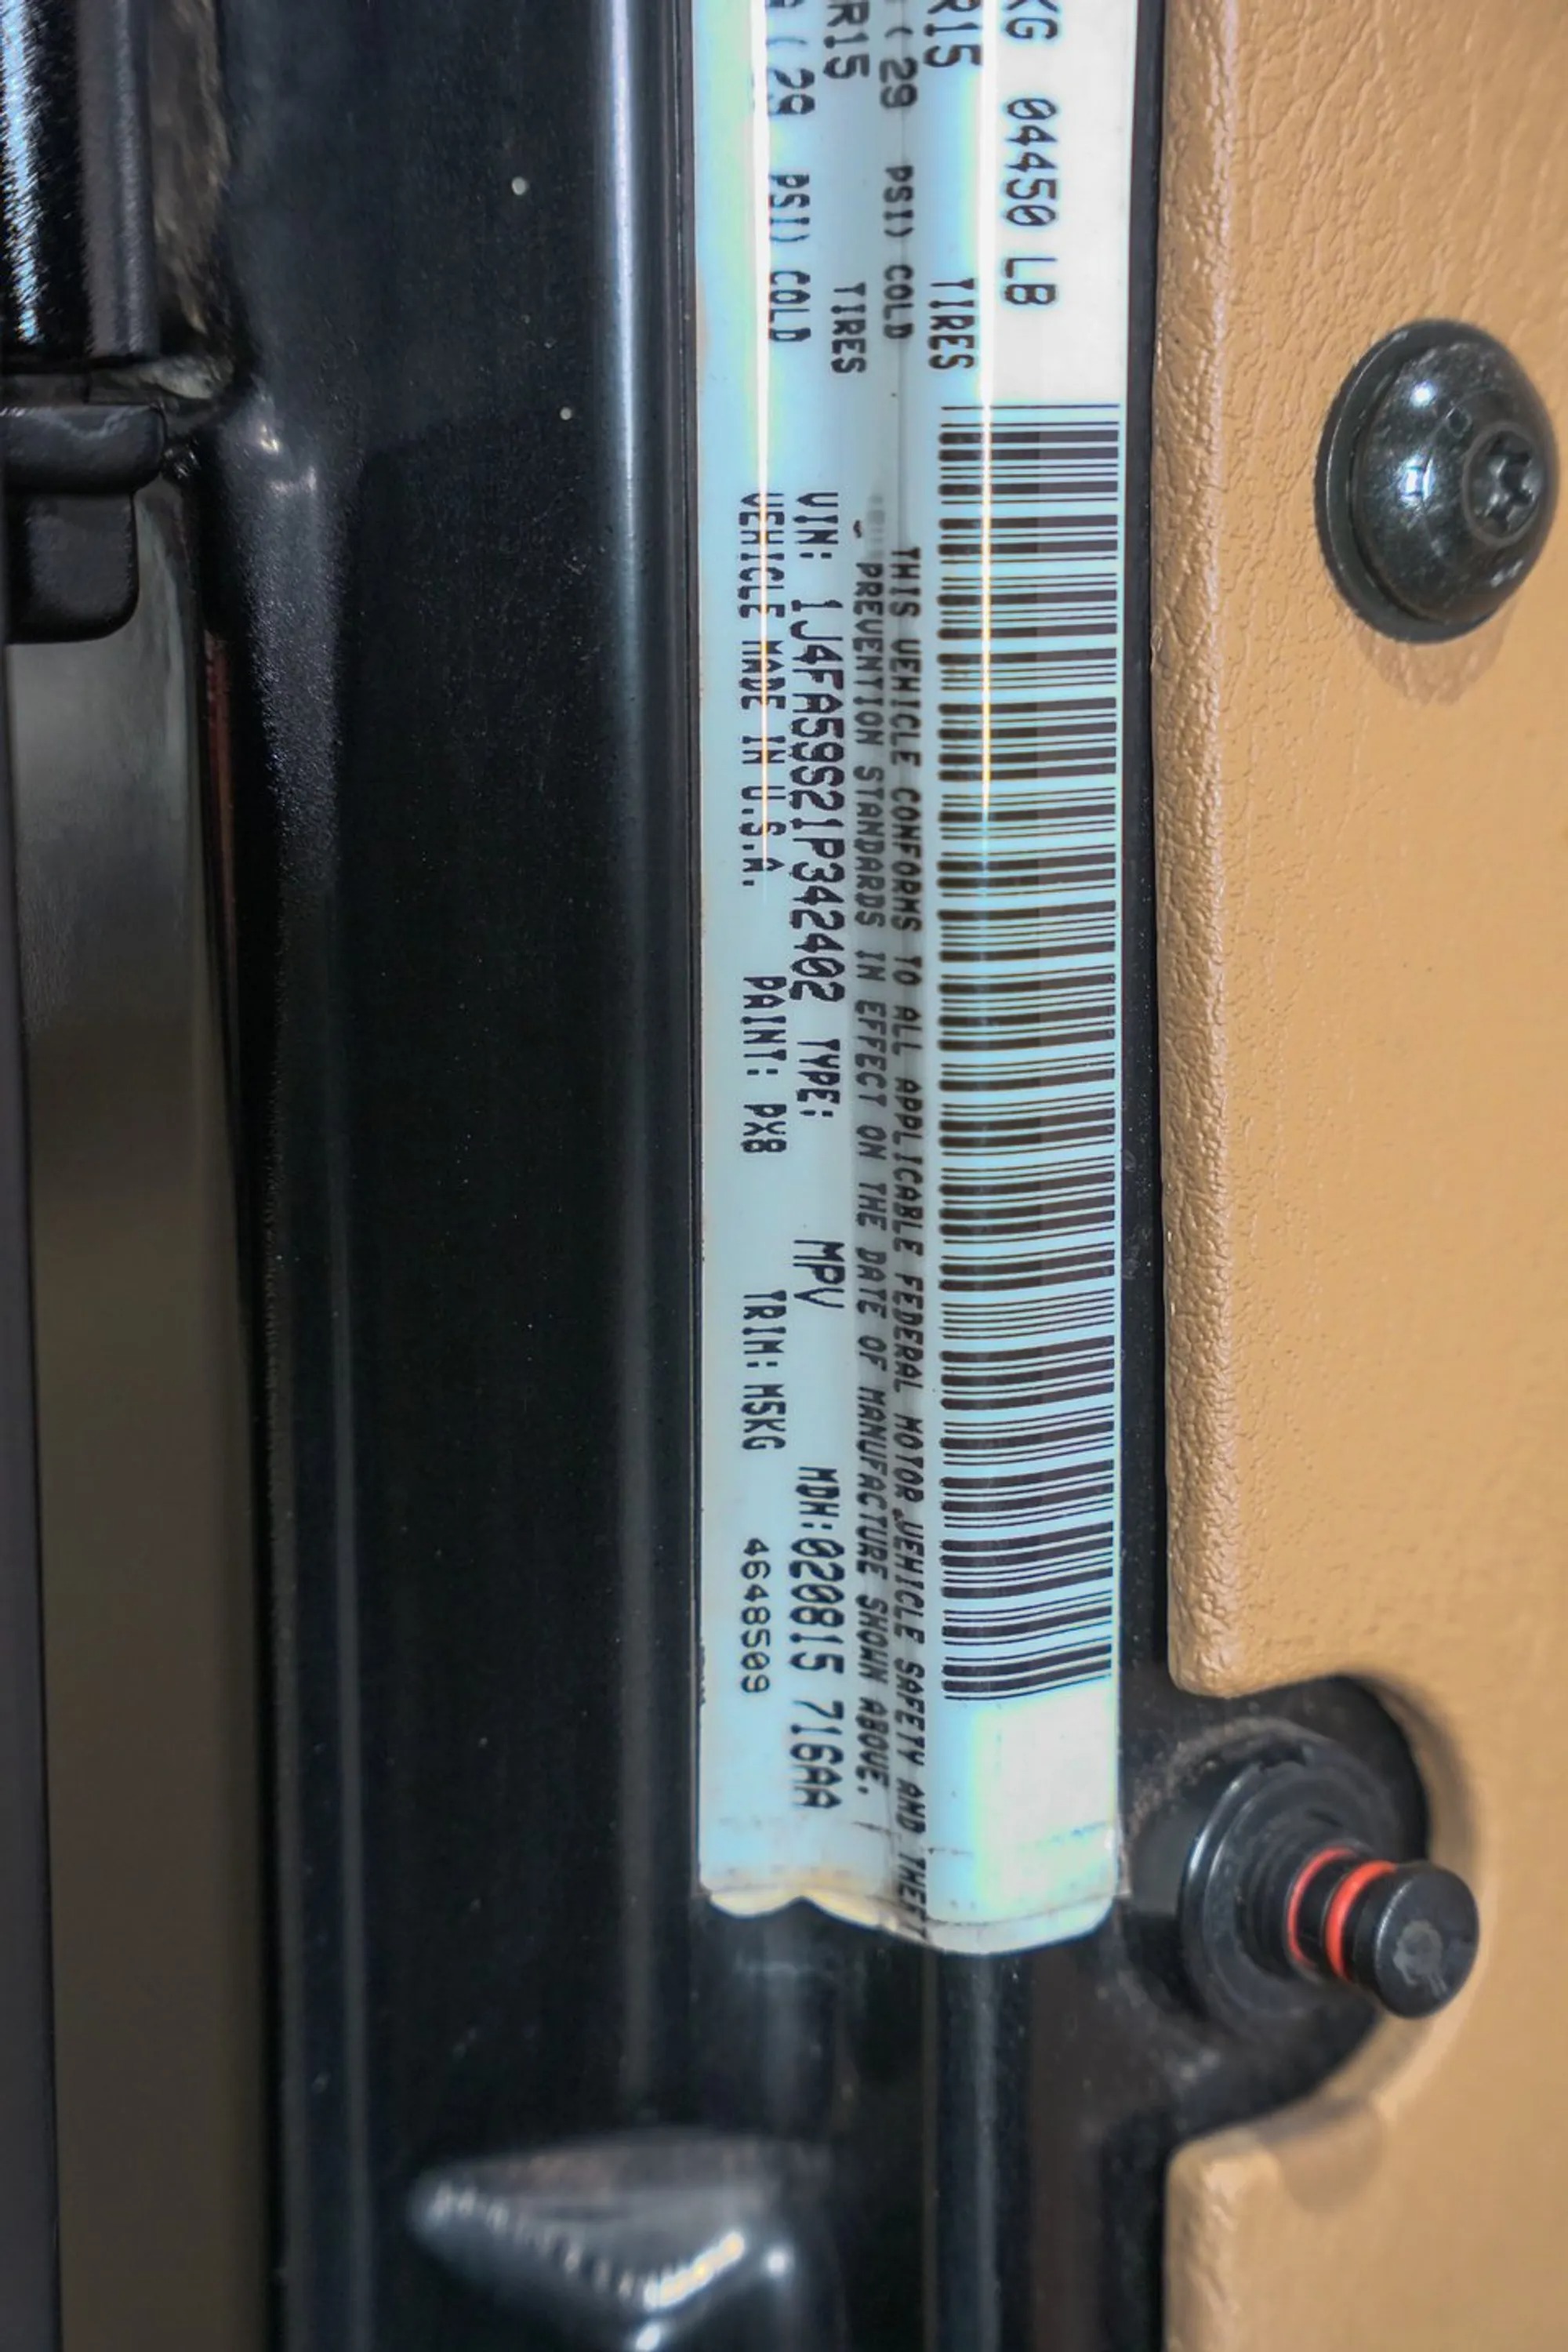 KG 04450 LB
R15 TIRES
( 29 PSI) COLD
R15 TIRES
( 29 PSI) COLD
THIS VEHICLE CONFORMS TO ALL APPLICABLE FEDERAL MOTOR VEHICLE SAFETY AND THEFT
PREVENTION STANDARDS IN EFFECT ON THE DATE OF MANUFACTURE SHOWN ABOVE.
VIN: 1J4FA59S21P342402 TYPE: MPV MDH:020815 716AA
VEHICLE MADE IN U.S.A. PAINT: PX8 TRIM: M5KG 4648509